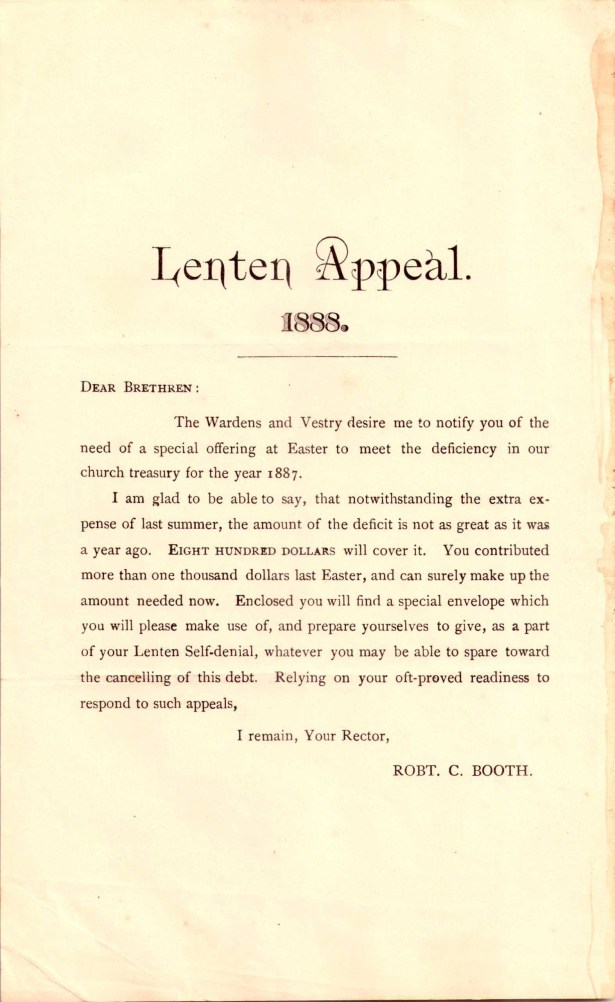 Lenten Appeal.
1888.
DEAR BRETHREN:
The Wardens and Vestry desire me to notify you of the
need of a special offering at Easter to meet the deficiency in our
church treasury for the year 1887.
I am glad to be able to say, that notwithstanding the extra ex-
pense of last summer, the amount of the deficit is not as great as it was
a year ago. EIGHT HUNDRED DOLLARS will cover it. You contributed
more than one thousand dollars last Easter, and can surely make up the
amount needed now. Enclosed you will find a special envelope which
you will please make use of, and prepare yourselves to give, as a part
of your Lenten Self-denial, whatever you may be able to spare toward
the cancelling of this debt. Relying on your oft-proved readiness to
respond to such appeals,
I remain, Your Rector,
ROBT. C. BOOTH.